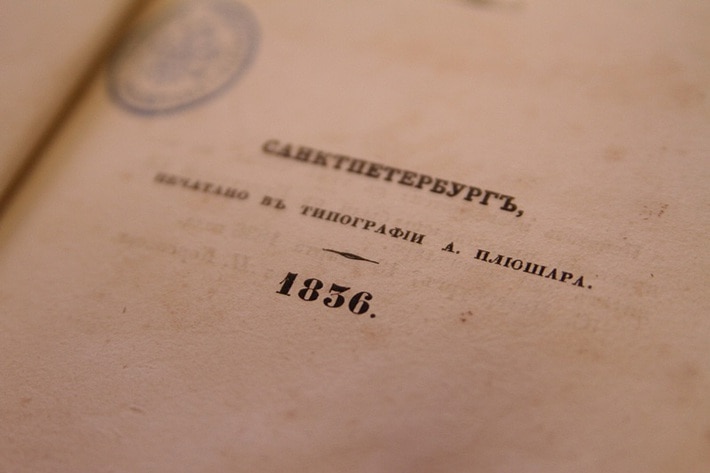 САНКТПЕТЕРБУРГЪ,
ПЕЧАТАНО ВЪ ТИПОГРАФІИ А. ПЛЮШАРА.
1836.